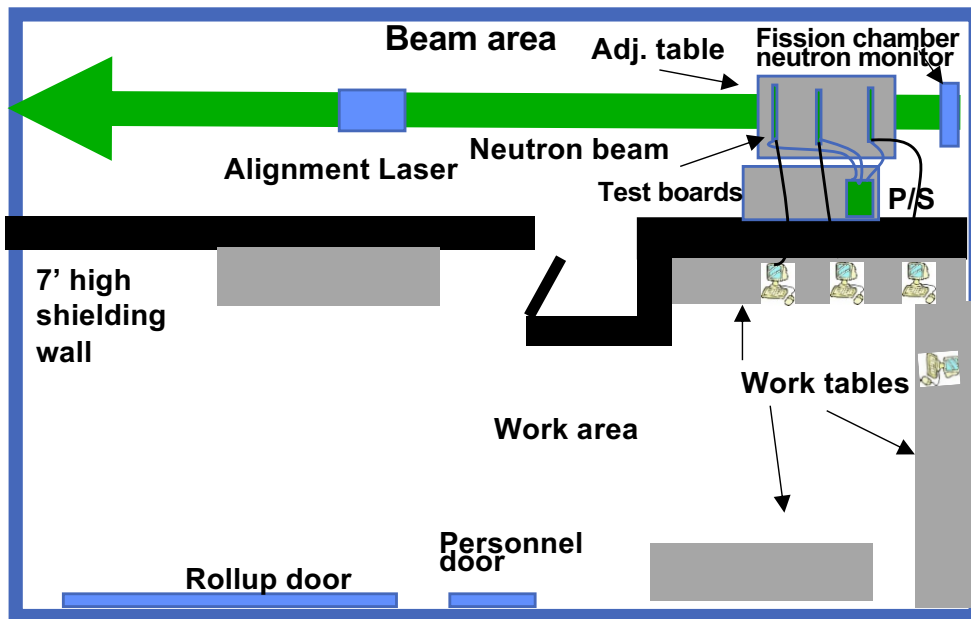 Beam area
Adj. table
Fission chamber
neutron monitor
Neutron beam
Alignment Laser
Test boards
P/S
7’ high
shielding
wall
Work tables
Work area
Personnel
door
Rollup door